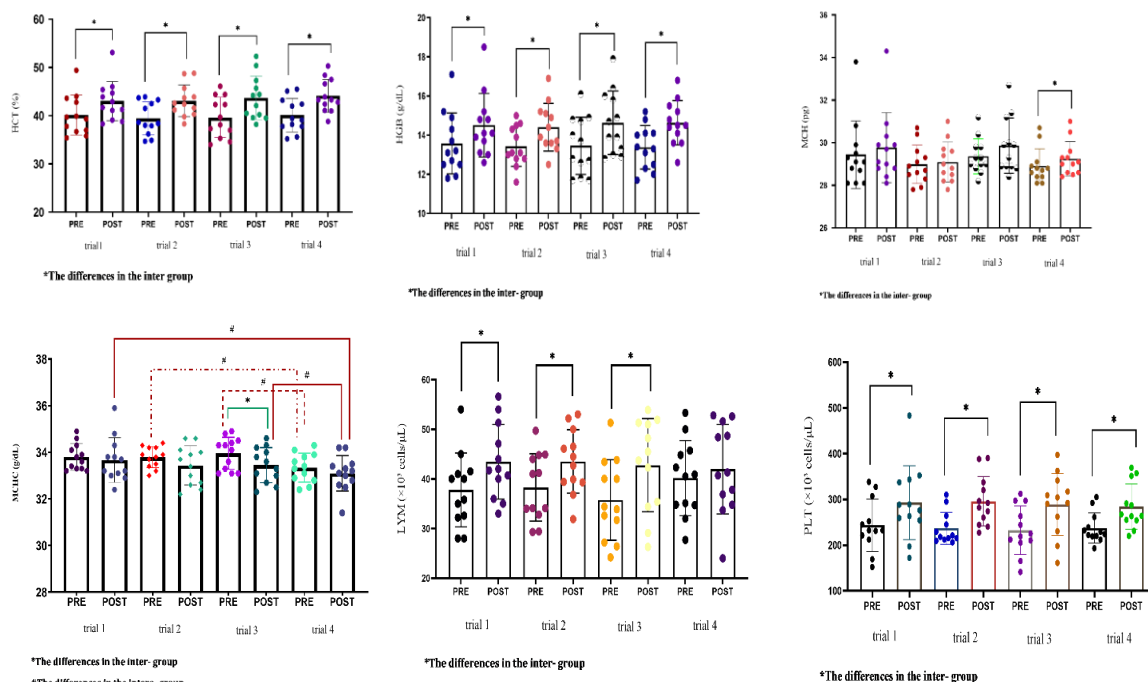 60
50
40
30
20
HCT (%)
*
*
*
*
PRE POST PRE POST PRE POST PRE POST
trial1 trial 2 trial 3 trial 4
*The differences in the inter group
20
18
16
14
12
10
HGB (g/dL)
*
*
*
*
PRE POST PRE POST PRE POST PRE POST
trial 1 trial 2 trial 3 trial 4
*The differences in the inter- group
34
32
30
28
26
MCH (pg)
*
PRE POST PRE POST PRE POST PRE POST
trial 1 trial 2 trial 3 trial 4
*The differences in the inter- group
38
36
34
32
30
28
MCHC (g/dL)
#
#
#
#
*
PRE POST PRE POST PRE POST PRE POST
trial 1 trial 2 trial 3 trial 4
*The differences in the inter- group
#The differences in the intero- group
60
50
40
30
20
LYM (×10³ cells/µL)
*
*
*
PRE POST PRE POST PRE POST PRE POST
trial 1 trial 2 trial 3 trial 4
*The differences in the inter- group
600
500
400
300
200
100
PLT (×10³ cells/µL)
*
*
*
*
PRE POST PRE POST PRE POST PRE POST
trial 1 trial 2 trial 3 trial 4
*The differences in the inter- group